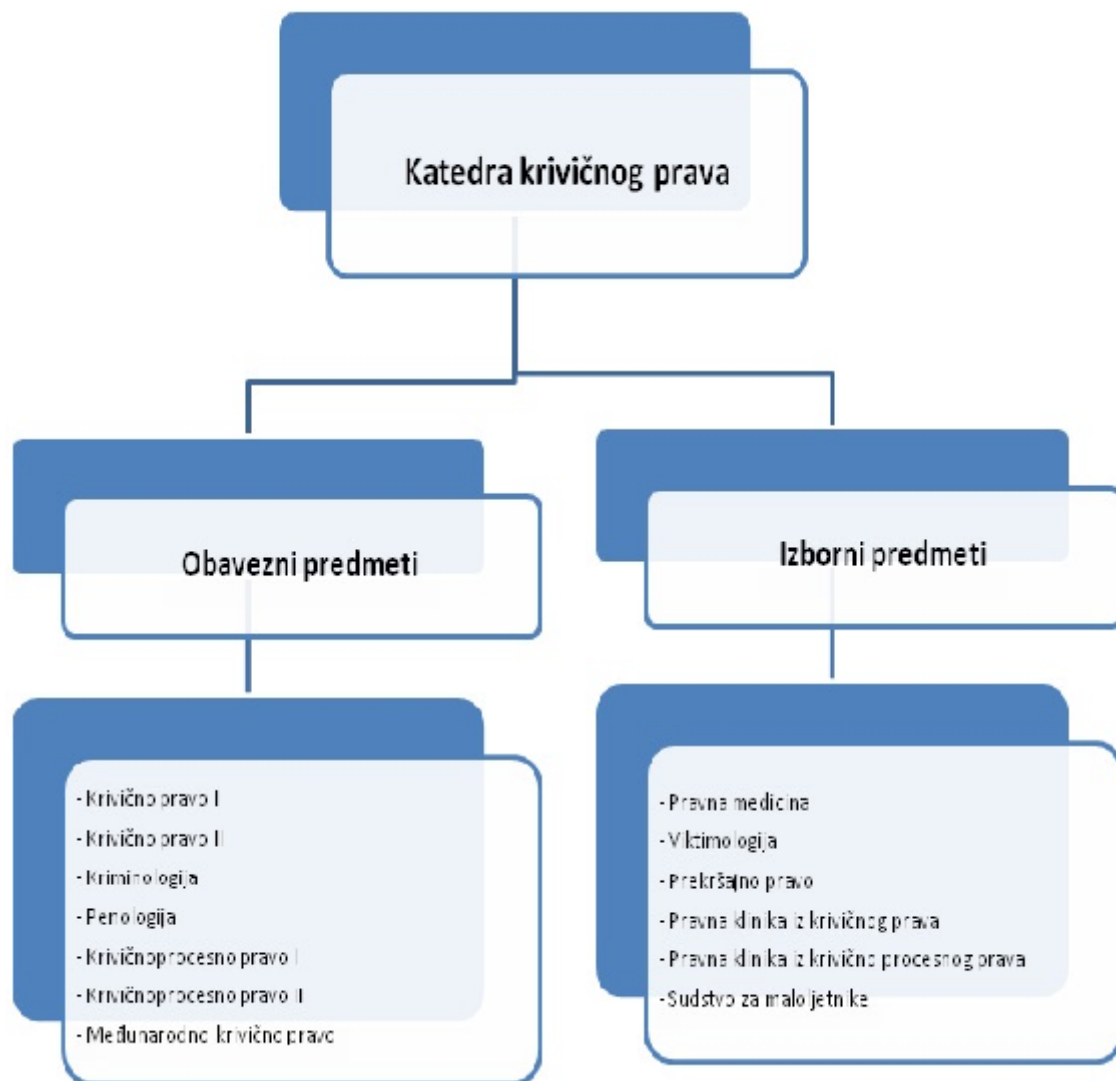 Katedra krivičnog prava
Obavezni predmeti
- Krivično pravo I
- Krivično pravo II
- Kriminologija
- Penologija
- Krivičnoprocesno pravo I
- Krivičnoprocesno pravo II
- Međunarodno krivično pravo
Izborni predmeti
- Pravna medicina
- Viktimologija
- Prekršajno pravo
- Pravna klinika iz krivičnog prava
- Pravna klinika iz krivično procesnog prava
- Sudstvo za maloljetnike